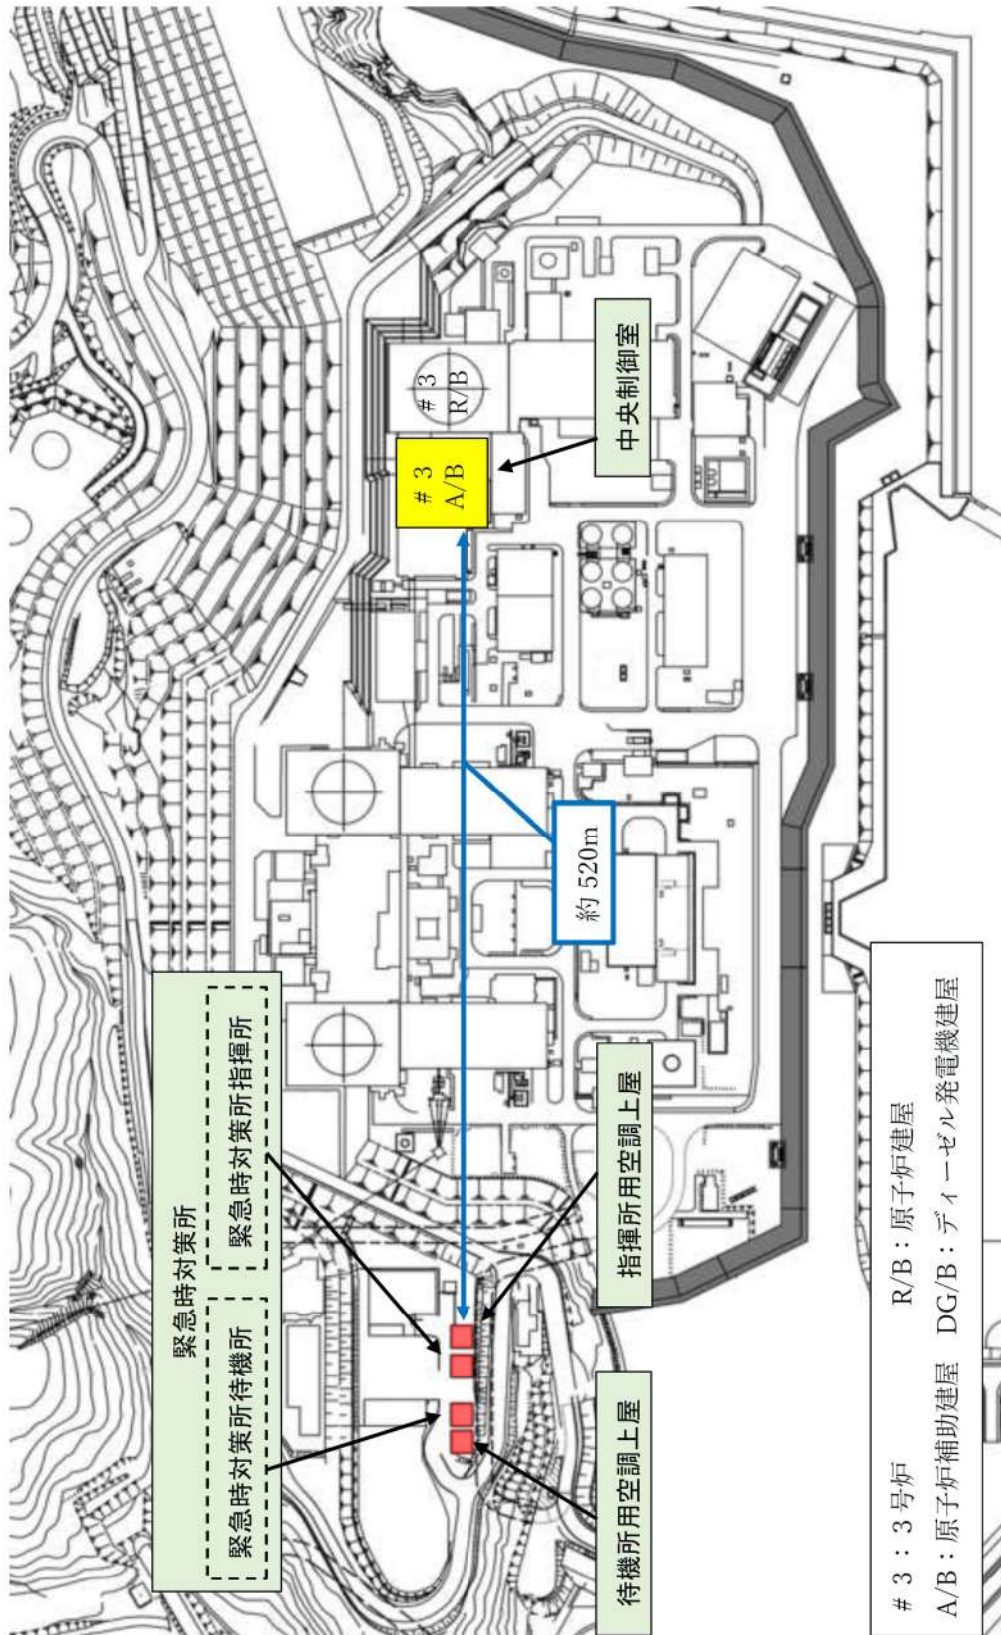 緊急時対策所
緊急時対策所待機所
緊急時対策所指揮所
# 3
R/B
# 3
A/B
中央制御室
約 520m
待機所用空調上屋
指揮所用空調上屋
# 3：3 号炉　R/B：原子炉建屋
A/B：原子炉補助建屋　DG/B：ディーゼル発電機建屋